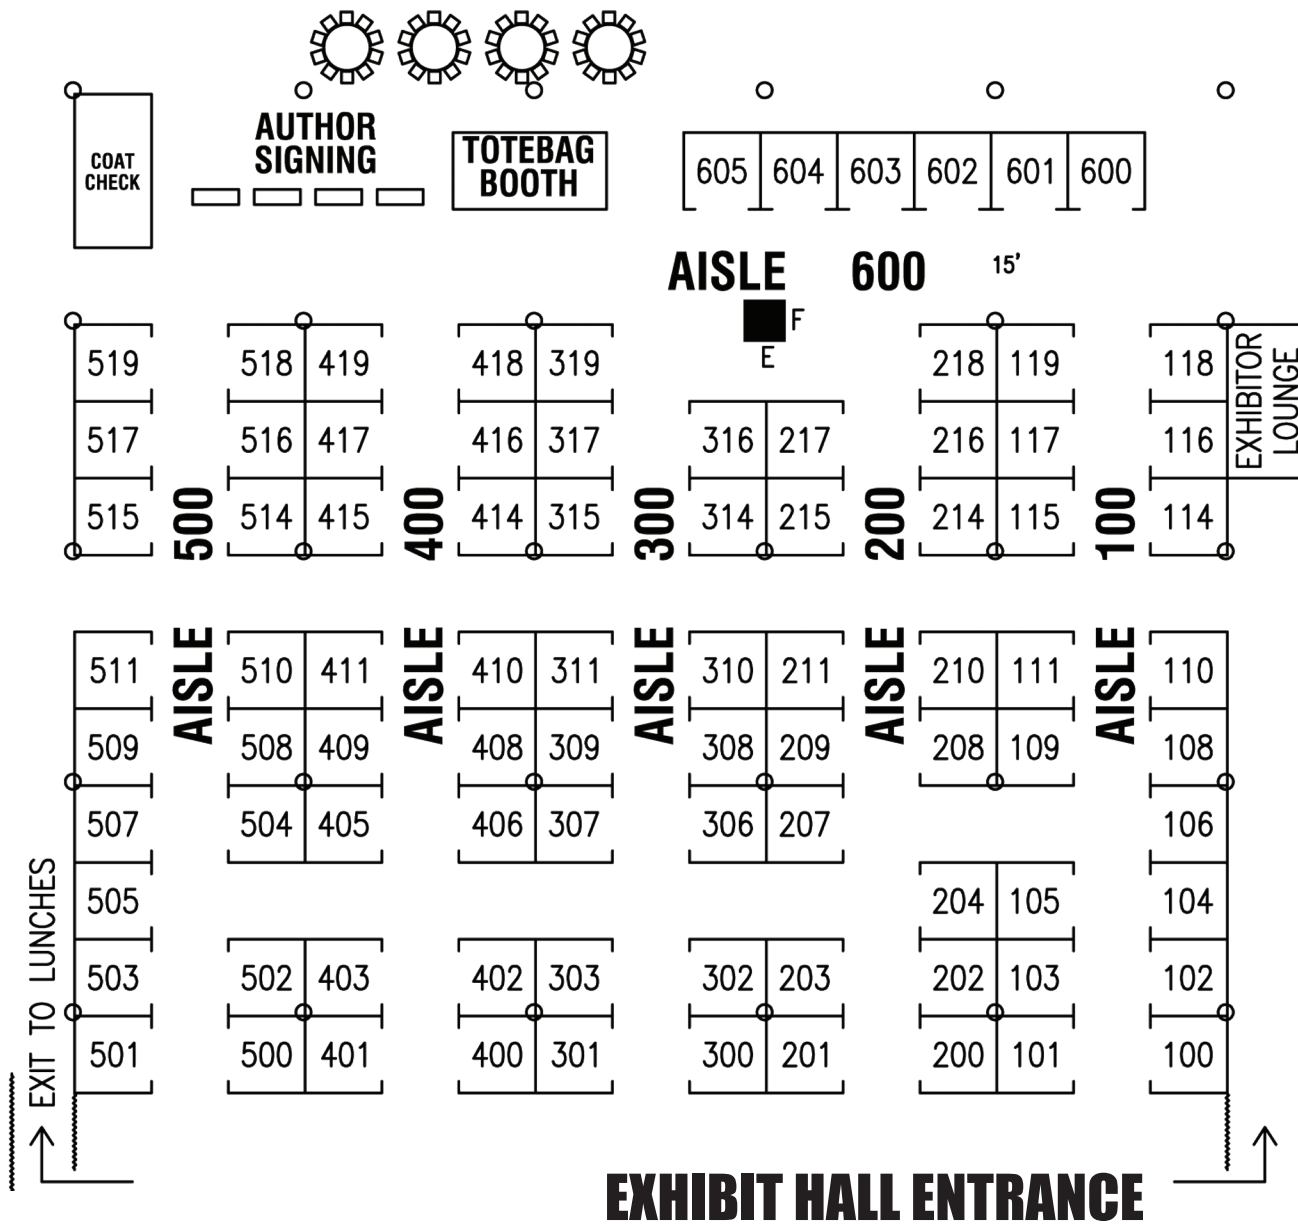 AUTHOR
SIGNING
COAT
CHECK
TOTEBAG
BOOTH
605 604 603 602 601 600
AISLE 600 15'
F
E
519 518 419 418 319 218 119 118
517 516 417 416 317 316 217 216 117 116
EXHIBITOR
LOUNGE
515 514 415 414 315 314 215 214 115 114
AISLE 500
AISLE 400
AISLE 300
AISLE 200
AISLE 100
511 510 411 410 311 310 211 210 111 110
509 508 409 408 309 308 209 208 109 108
507 504 405 406 307 306 207 106
505 204 105 104
503 502 403 402 303 302 203 202 103 102
501 500 401 400 301 300 201 200 101 100
EXIT TO LUNCHES
EXHIBIT HALL ENTRANCE